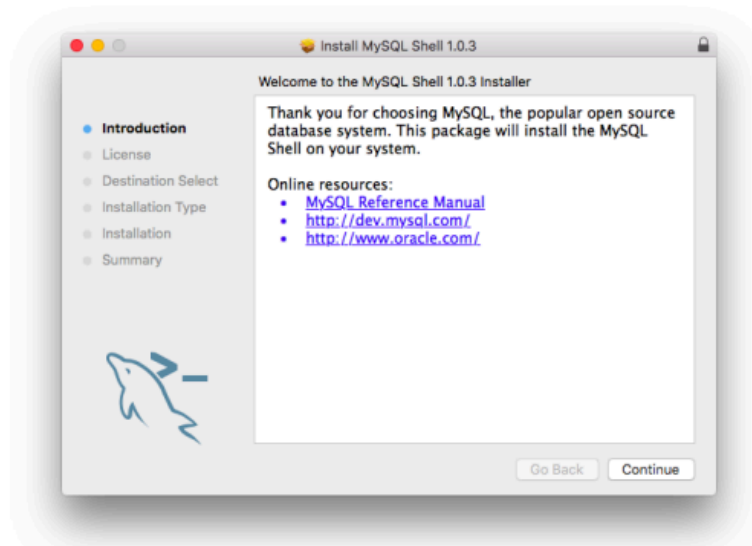 Install MySQL Shell 1.0.3
Welcome to the MySQL Shell 1.0.3 Installer
Introduction
License
Destination Select
Installation Type
Installation
Summary
Thank you for choosing MySQL, the popular open source
database system. This package will install the MySQL
Shell on your system.
Online resources:
• MySQL Reference Manual
• http://dev.mysql.com/
• http://www.oracle.com/
Go Back
Continue